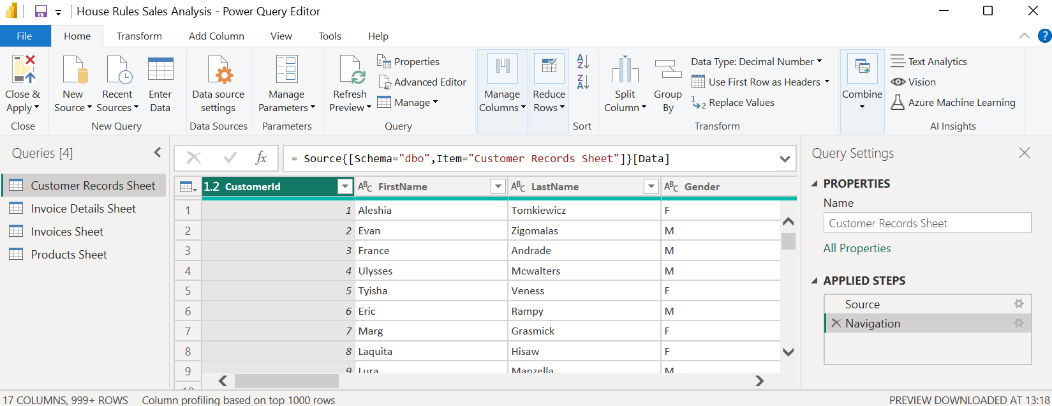 House Rules Sales Analysis - Power Query Editor
File Home Transform Add Column View Tools Help
Close & Apply
New Source
Recent Sources
Enter Data
Data source settings
Manage Parameters
Refresh Preview
Properties
Advanced Editor
Manage
Manage Columns
Reduce Rows
Split Column
Group By
Data Type: Decimal Number
Use First Row as Headers
Replace Values
Combine
Text Analytics
Vision
Azure Machine Learning
Close New Query Data Sources Parameters Query Sort Transform AI Insights
Queries [4]
Customer Records Sheet
Invoice Details Sheet
Invoices Sheet
Products Sheet
fx = Source{[Schema="dbo",Item="Customer Records Sheet"]}[Data]
1.2 CustomerId ABC FirstName ABC LastName ABC Gender
1 1 Aleshia Tomkiewicz F
2 2 Evan Zigomalas M
3 3 France Andrade M
4 4 Ulysses Mcwalters M
5 5 Tyisha Veness F
6 6 Eric Rampy M
7 7 Marg Grasmick F
8 8 Laquita Hisaw F
9 9 Lura Manzella M
Query Settings
PROPERTIES
Name
Customer Records Sheet
All Properties
APPLIED STEPS
Source
Navigation
17 COLUMNS, 999+ ROWS Column profiling based on top 1000 rows PREVIEW DOWNLOADED AT 13:18